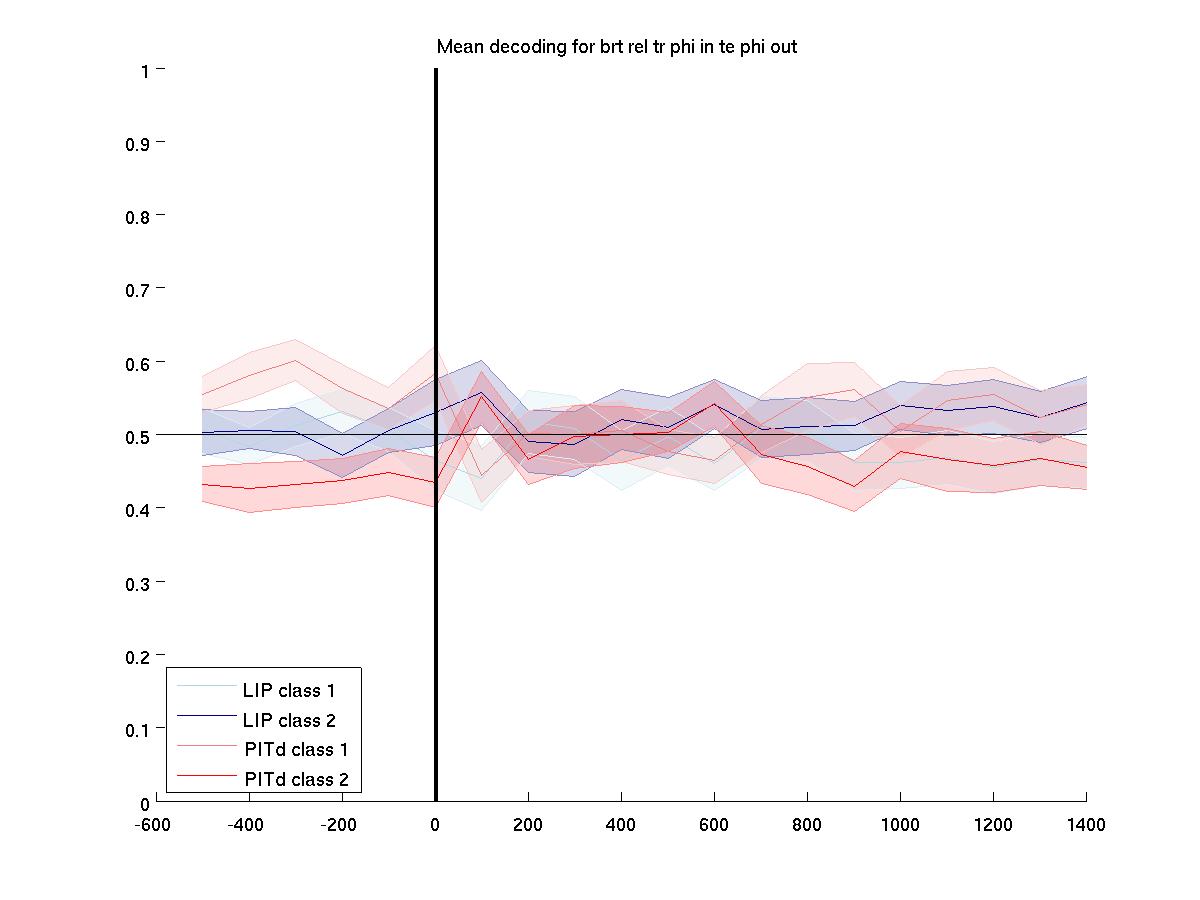 Mean decoding for brt rel tr phi in te phi out
1
0.9
0.8
0.7
0.6
0.5
0.4
0.3
0.2
0.1
0
LIP class 1
LIP class 2
PITd class 1
PITd class 2
-600 -400 -200 0 200 400 600 800 1000 1200 1400